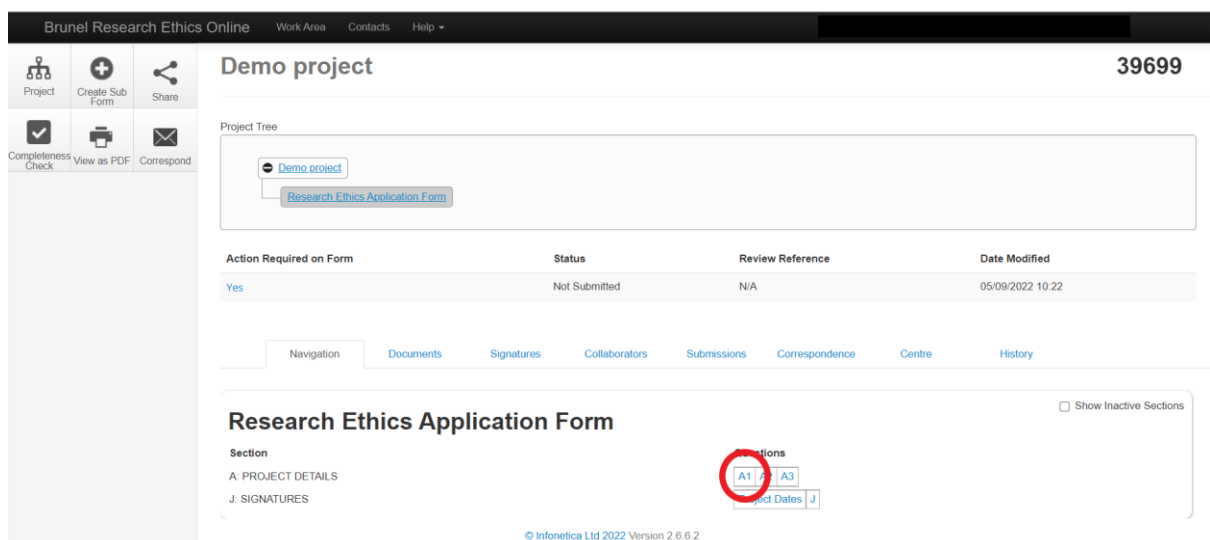 Brunel Research Ethics Online Work Area Contacts Help
Demo project 39699
Project
Create Sub Form
Share
Completeness Check
View as PDF
Correspond
Project Tree
Demo project
Research Ethics Application Form
Action Required on Form Status Review Reference Date Modified
Yes Not Submitted N/A 05/09/2022 10:22
Navigation Documents Signatures Collaborators Submissions Correspondence Centre History
Show Inactive Sections
Research Ethics Application Form
Section Questions
A: PROJECT DETAILS A1 A2 A3
J: SIGNATURES Project Dates J
© Infonetica Ltd 2022 Version 2.6.6.2